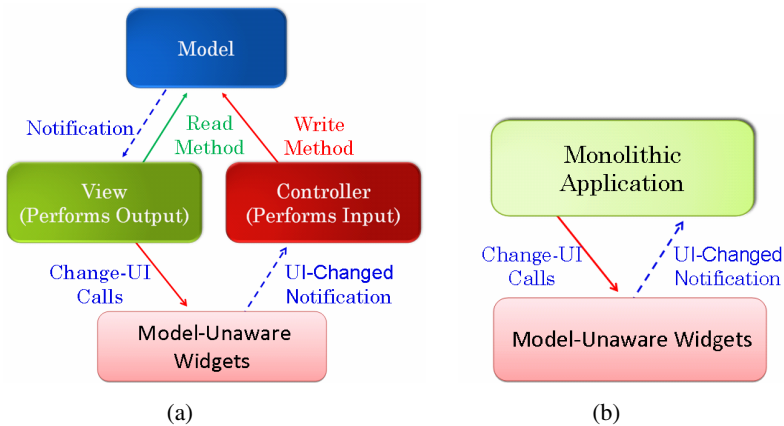 Model
Notification
Read
Method
Write
Method
View
(Performs Output)
Controller
(Performs Input)
Change-UI
Calls
UI-Changed
Notification
Model-Unaware
Widgets
(a)
Monolithic
Application
Change-UI
Calls
UI-Changed
Notification
Model-Unaware Widgets
(b)